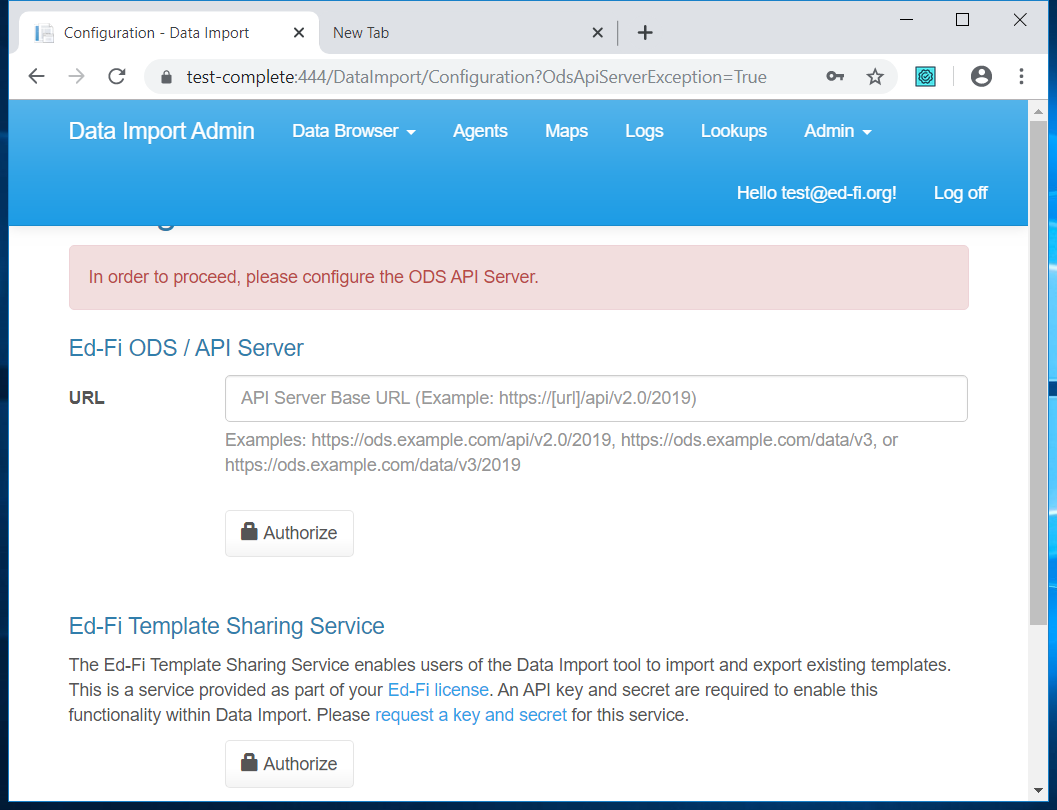 Configuration - Data Import
New Tab
test-complete:444/DataImport/Configuration?OdsApiServerException=True
Data Import Admin Data Browser Agents Maps Logs Lookups Admin
Hello test@ed-fi.org! Log off
In order to proceed, please configure the ODS API Server.
Ed-Fi ODS / API Server
URL
API Server Base URL (Example: https://[url]/api/v2.0/2019)
Examples: https://ods.example.com/api/v2.0/2019, https://ods.example.com/data/v3, or
https://ods.example.com/data/v3/2019
Authorize
Ed-Fi Template Sharing Service
The Ed-Fi Template Sharing Service enables users of the Data Import tool to import and export existing templates.
This is a service provided as part of your Ed-Fi license. An API key and secret are required to enable this
functionality within Data Import. Please request a key and secret for this service.
Authorize